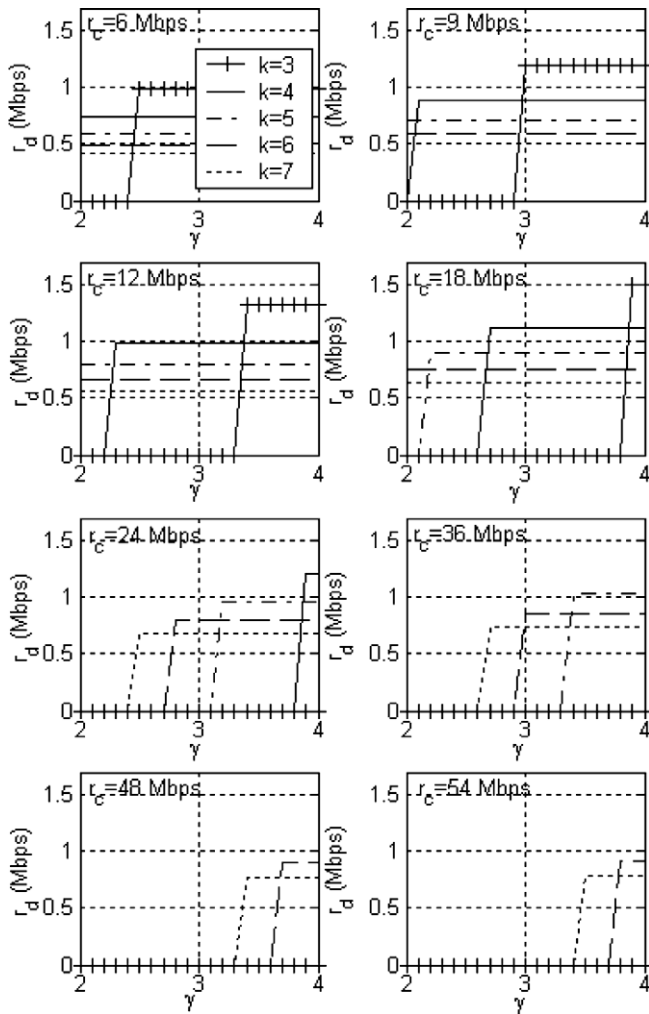 r_c=6 Mbps
r_c=9 Mbps
k=3
k=4
k=5
k=6
k=7
r_d (Mbps)
1
0.5
0
2
3
4
γ
r_d (Mbps)
1
0.5
0
2
3
4
γ
r_c=12 Mbps
r_c=18 Mbps
r_d (Mbps)
1.5
1
0.5
0
2
3
4
γ
r_d (Mbps)
1.5
1
0.5
0
2
3
4
γ
r_c=24 Mbps
r_c=36 Mbps
r_d (Mbps)
1.5
1
0.5
0
2
3
4
γ
r_d (Mbps)
1.5
1
0.5
0
2
3
4
γ
r_c=48 Mbps
r_c=54 Mbps
r_d (Mbps)
1.5
1
0.5
0
2
3
4
γ
r_d (Mbps)
1.5
1
0.5
0
2
3
4
γ